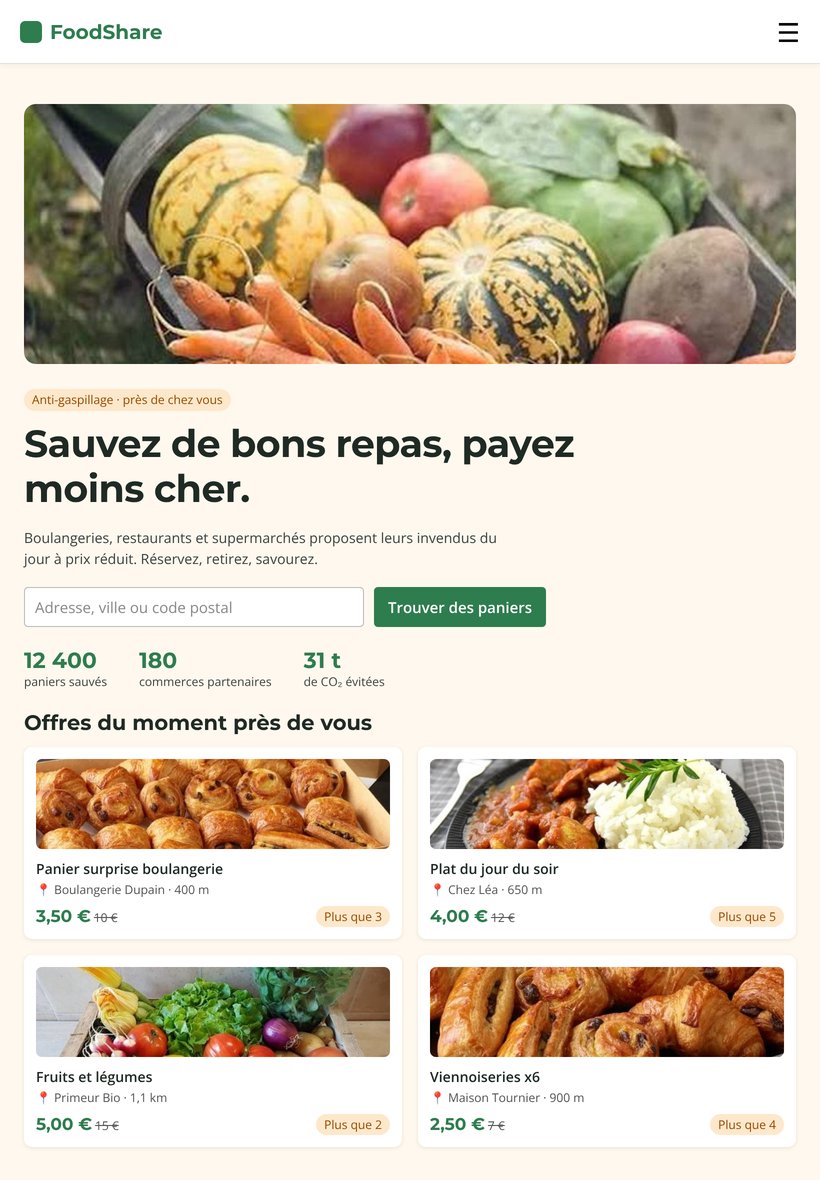 FoodShare
Anti-gaspillage · près de chez vous
Sauvez de bons repas, payez
moins cher.
Boulangeries, restaurants et supermarchés proposent leurs invendus du
jour à prix réduit. Réservez, retirez, savourez.
Adresse, ville ou code postal
Trouver des paniers
12 400
paniers sauvés
180
commerces partenaires
31 t
de CO₂ évitées
Offres du moment près de vous
Panier surprise boulangerie
📍 Boulangerie Dupain · 400 m
3,50 € 10 €
Plus que 3
Plat du jour du soir
📍 Chez Léa · 650 m
4,00 € 12 €
Plus que 5
Fruits et légumes
📍 Primeur Bio · 1,1 km
5,00 € 15 €
Plus que 2
Viennoiseries x6
📍 Maison Tournier · 900 m
2,50 € 7 €
Plus que 4